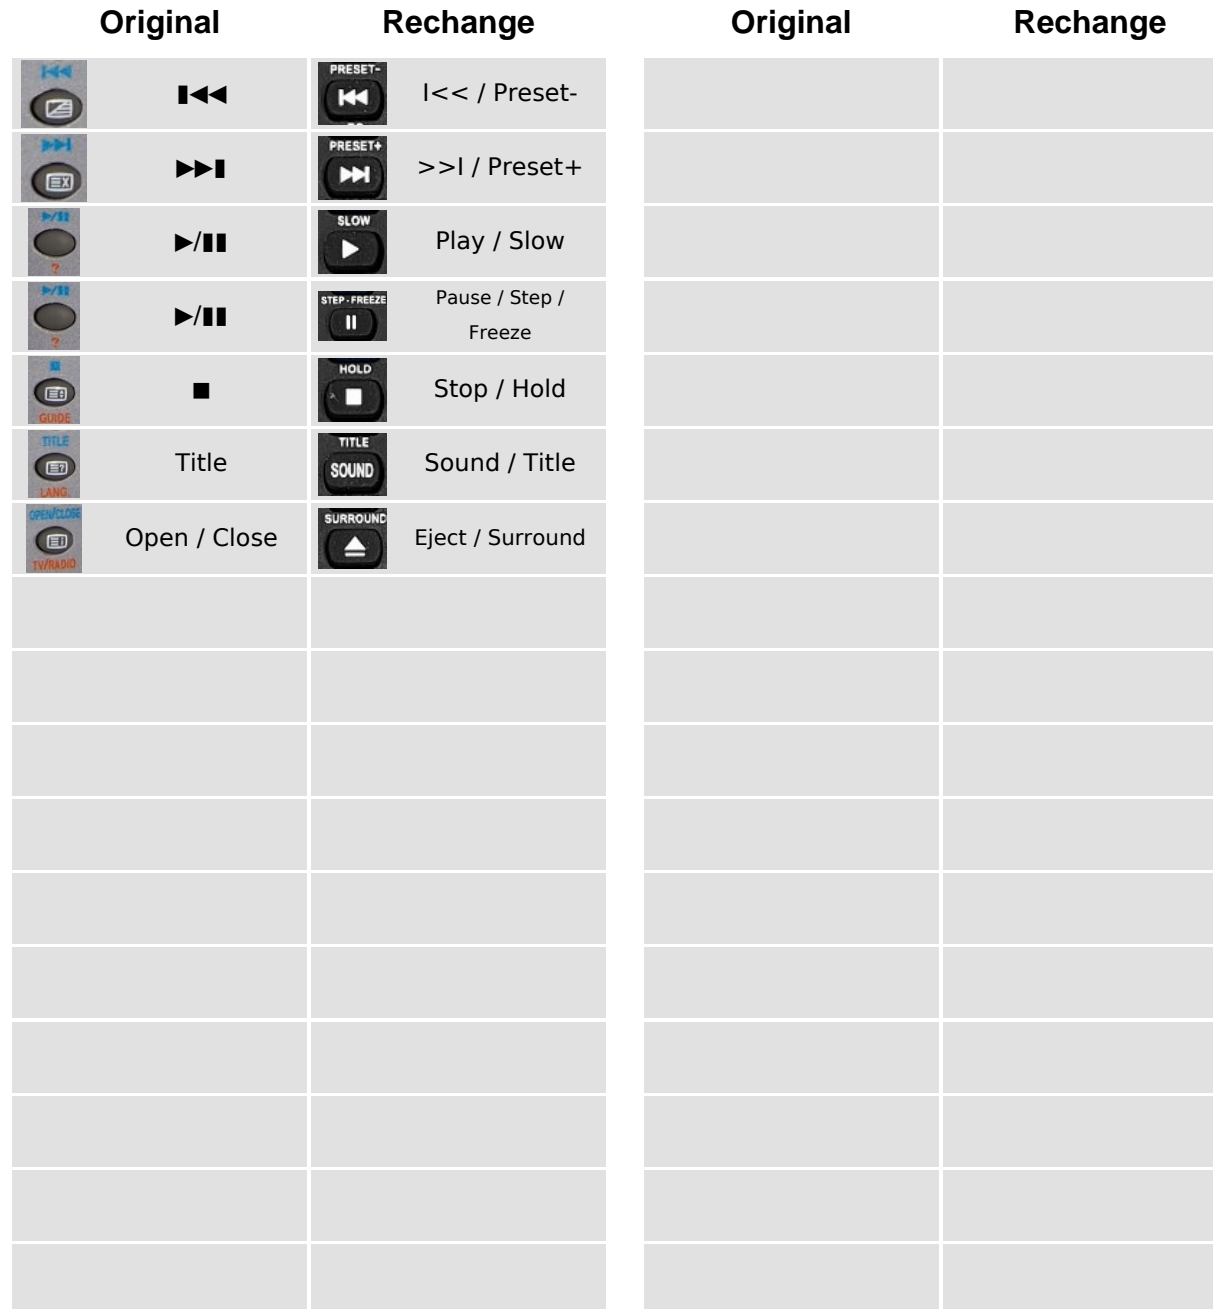 Original Rechange Original Rechange
I◀◀ ▮◀◀ PRESET- I<< / Preset-
▶▶I ▶▶▮ PRESET+ >>I / Preset+
▶/▮▮ ? ▶/▮▮ SLOW Play / Slow
▶/▮▮ ? ▶/▮▮ STEP-FREEZE Pause / Step /
Freeze
■ GUIDE ■ HOLD Stop / Hold
TITLE LANG. Title TITLE SOUND Sound / Title
OPEN/CLOSE TV/RADIO Open / Close SURROUND Eject / Surround